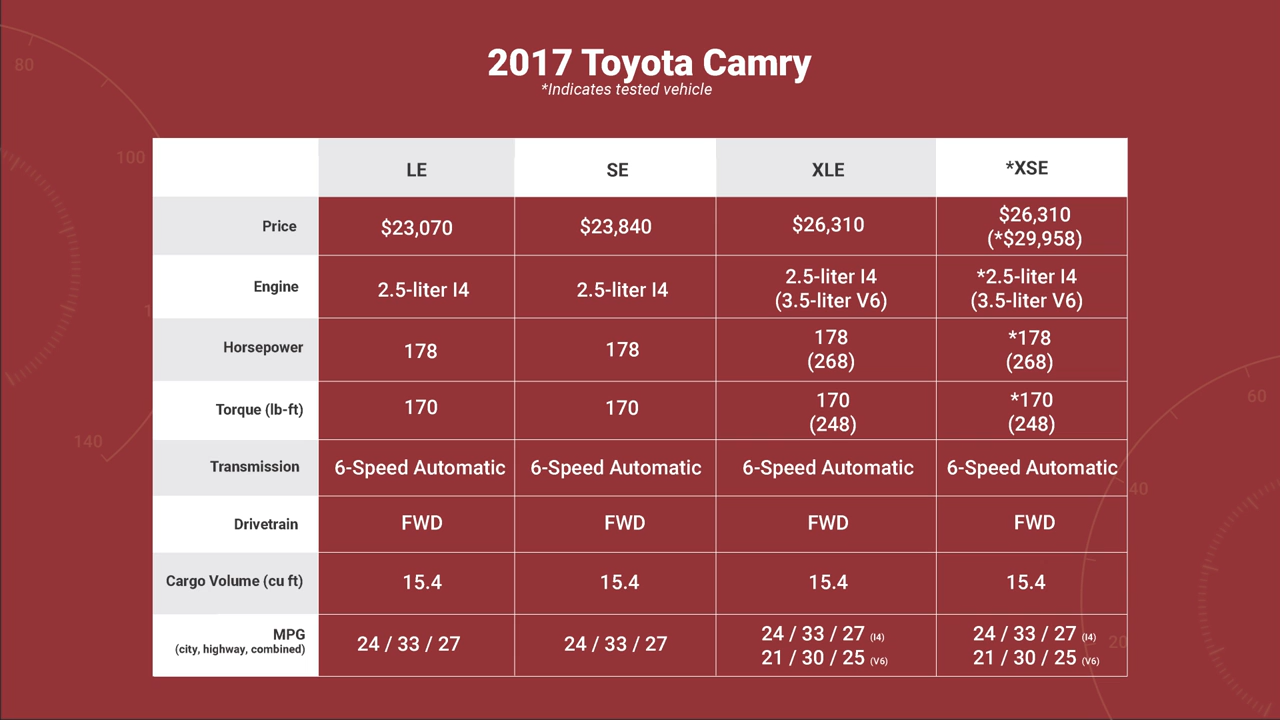 2017 Toyota Camry
*Indicates tested vehicle
LE SE XLE *XSE
Price $23,070 $23,840 $26,310 $26,310 (*$29,958)
Engine 2.5-liter I4 2.5-liter I4 2.5-liter I4 (3.5-liter V6) *2.5-liter I4 (3.5-liter V6)
Horsepower 178 178 178 (268) *178 (268)
Torque (lb-ft) 170 170 170 (248) *170 (248)
Transmission 6-Speed Automatic 6-Speed Automatic 6-Speed Automatic 6-Speed Automatic
Drivetrain FWD FWD FWD FWD
Cargo Volume (cu ft) 15.4 15.4 15.4 15.4
MPG (city, highway, combined) 24 / 33 / 27 24 / 33 / 27 24 / 33 / 27 (I4) 21 / 30 / 25 (V6) 24 / 33 / 27 (I4) 21 / 30 / 25 (V6)
80
100
140
60
40
20